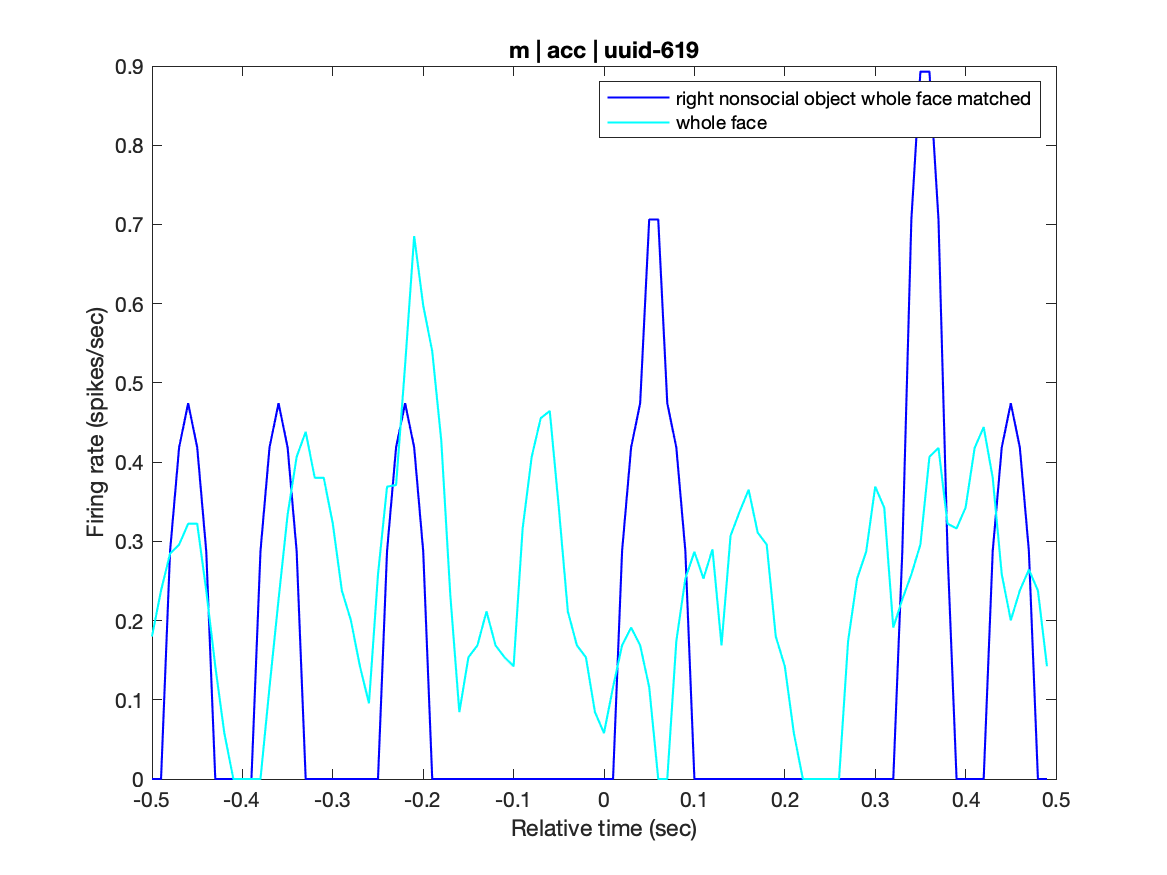 m | acc | uuid-619
right nonsocial object whole face matched
whole face
0.9
0.8
0.7
0.6
0.5
0.4
0.3
0.2
0.1
0
Firing rate (spikes/sec)
-0.5 -0.4 -0.3 -0.2 -0.1 0 0.1 0.2 0.3 0.4 0.5
Relative time (sec)